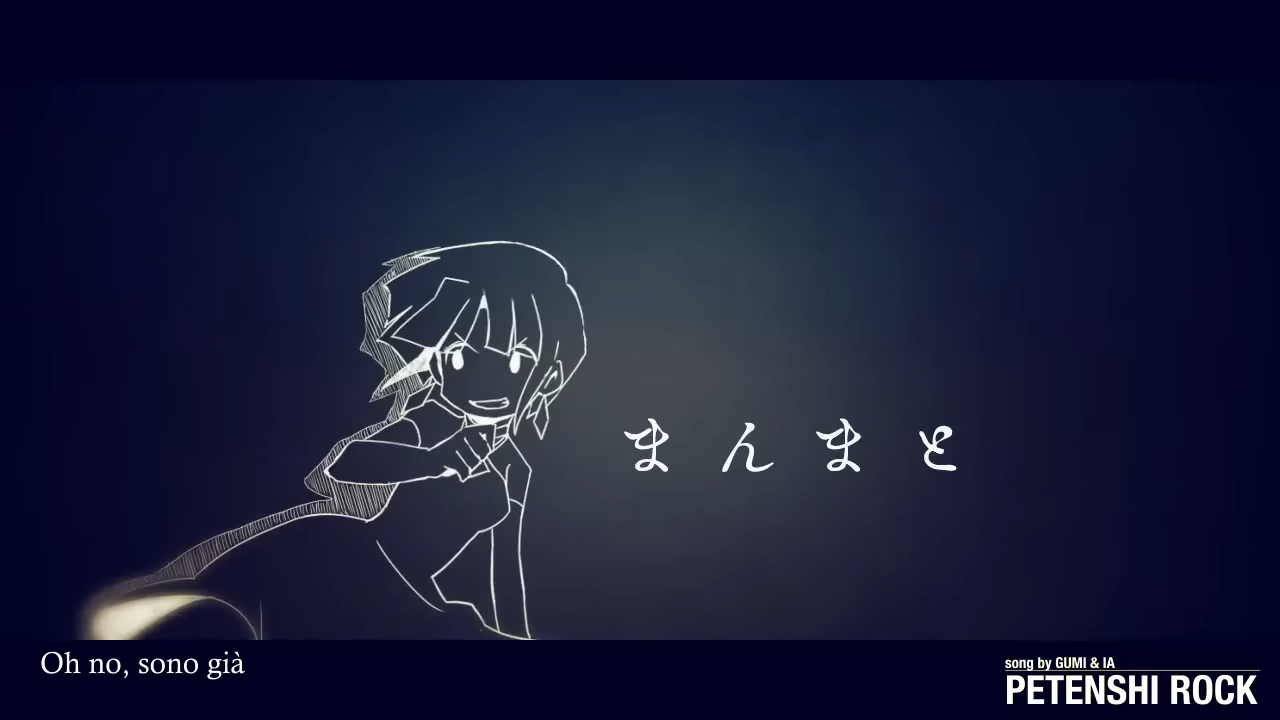 まんまと
Oh no, sono già
song by GUMI & IA
PETENSHI ROCK